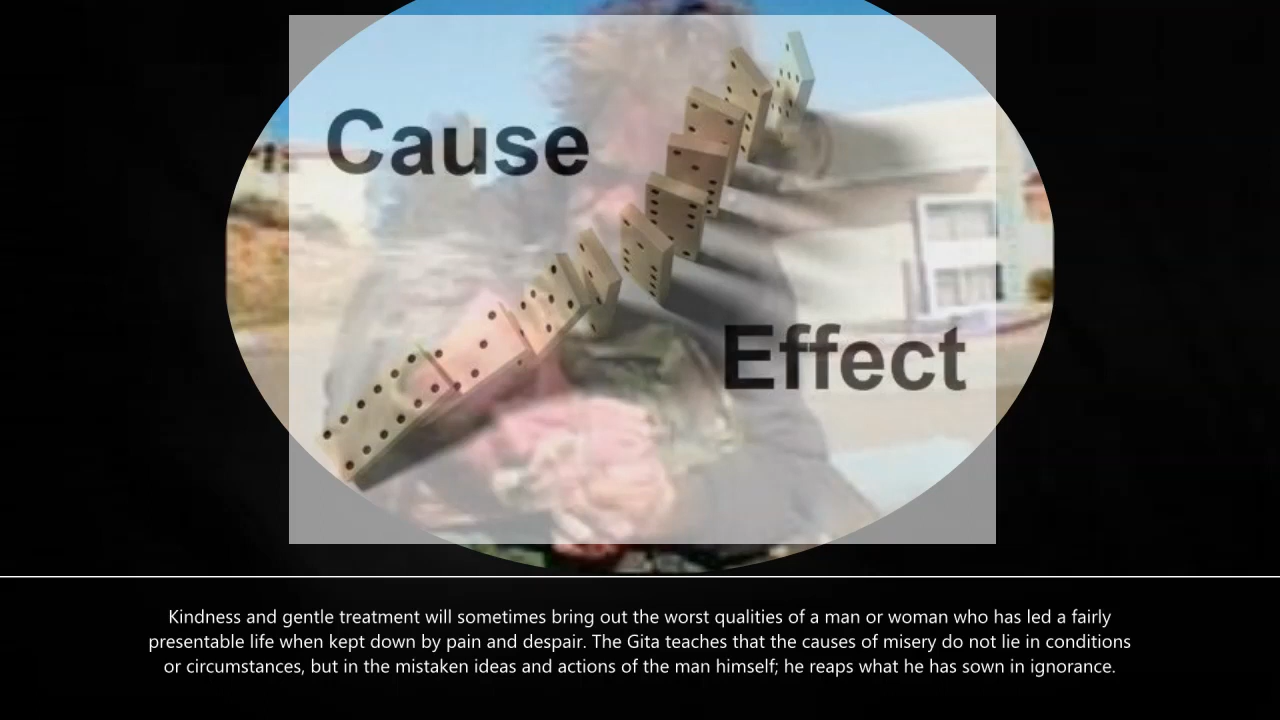 Cause
Effect
Kindness and gentle treatment will sometimes bring out the worst qualities of a man or woman who has led a fairly
presentable life when kept down by pain and despair. The Gita teaches that the causes of misery do not lie in conditions
or circumstances, but in the mistaken ideas and actions of the man himself; he reaps what he has sown in ignorance.